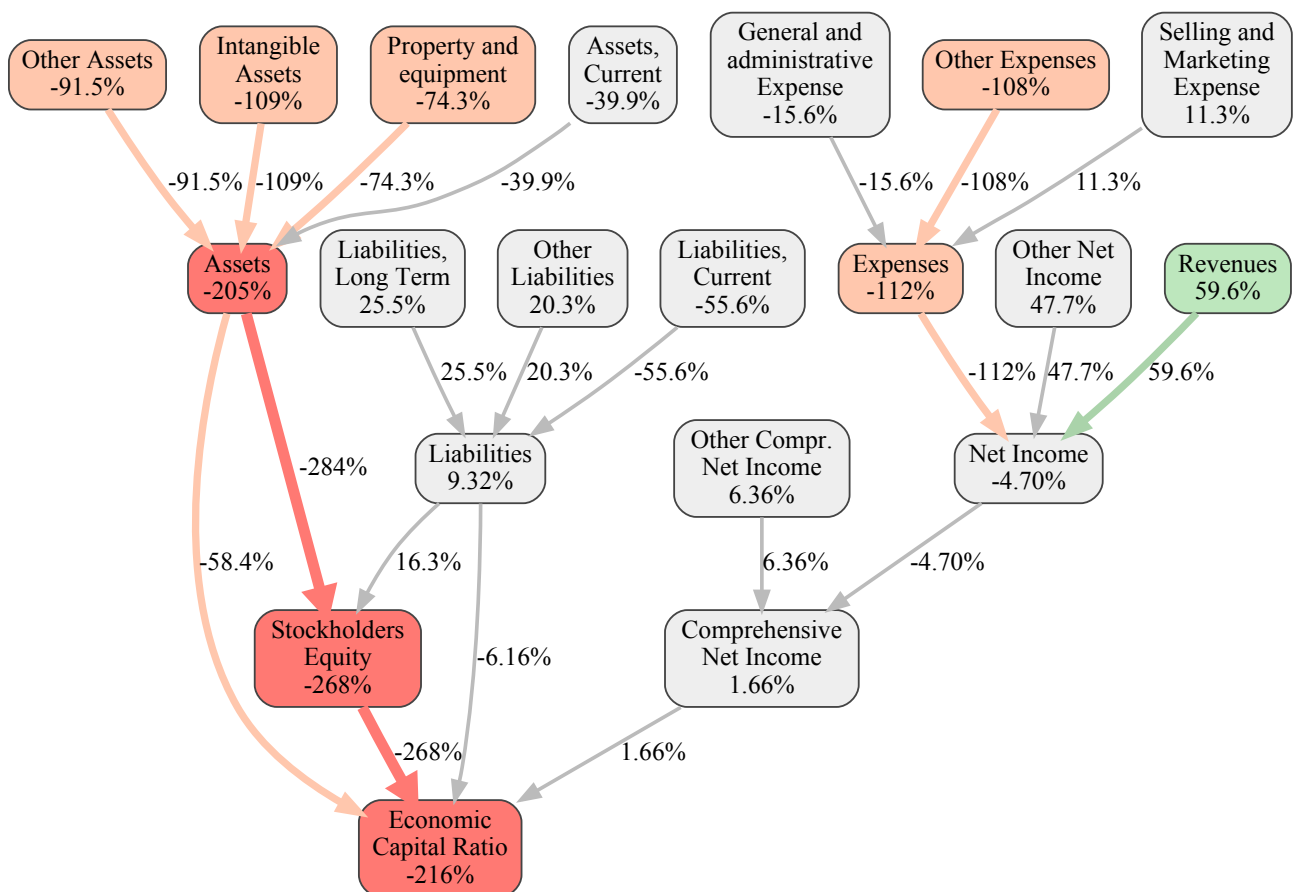 Other Assets
-91.5%
Intangible
Assets
-109%
Property and
equipment
-74.3%
Assets,
Current
-39.9%
General and
administrative
Expense
-15.6%
Other Expenses
-108%
Selling and
Marketing
Expense
11.3%
-91.5%
-109%
-74.3%
-39.9%
-15.6%
-108%
11.3%
Assets
-205%
Liabilities,
Long Term
25.5%
Other
Liabilities
20.3%
Liabilities,
Current
-55.6%
Expenses
-112%
Other Net
Income
47.7%
Revenues
59.6%
25.5%
20.3%
-55.6%
-112%
47.7%
59.6%
-284%
Liabilities
9.32%
Other Compr.
Net Income
6.36%
Net Income
-4.70%
-58.4%
16.3%
6.36%
-4.70%
Stockholders
Equity
-268%
-6.16%
Comprehensive
Net Income
1.66%
-268%
1.66%
Economic
Capital Ratio
-216%